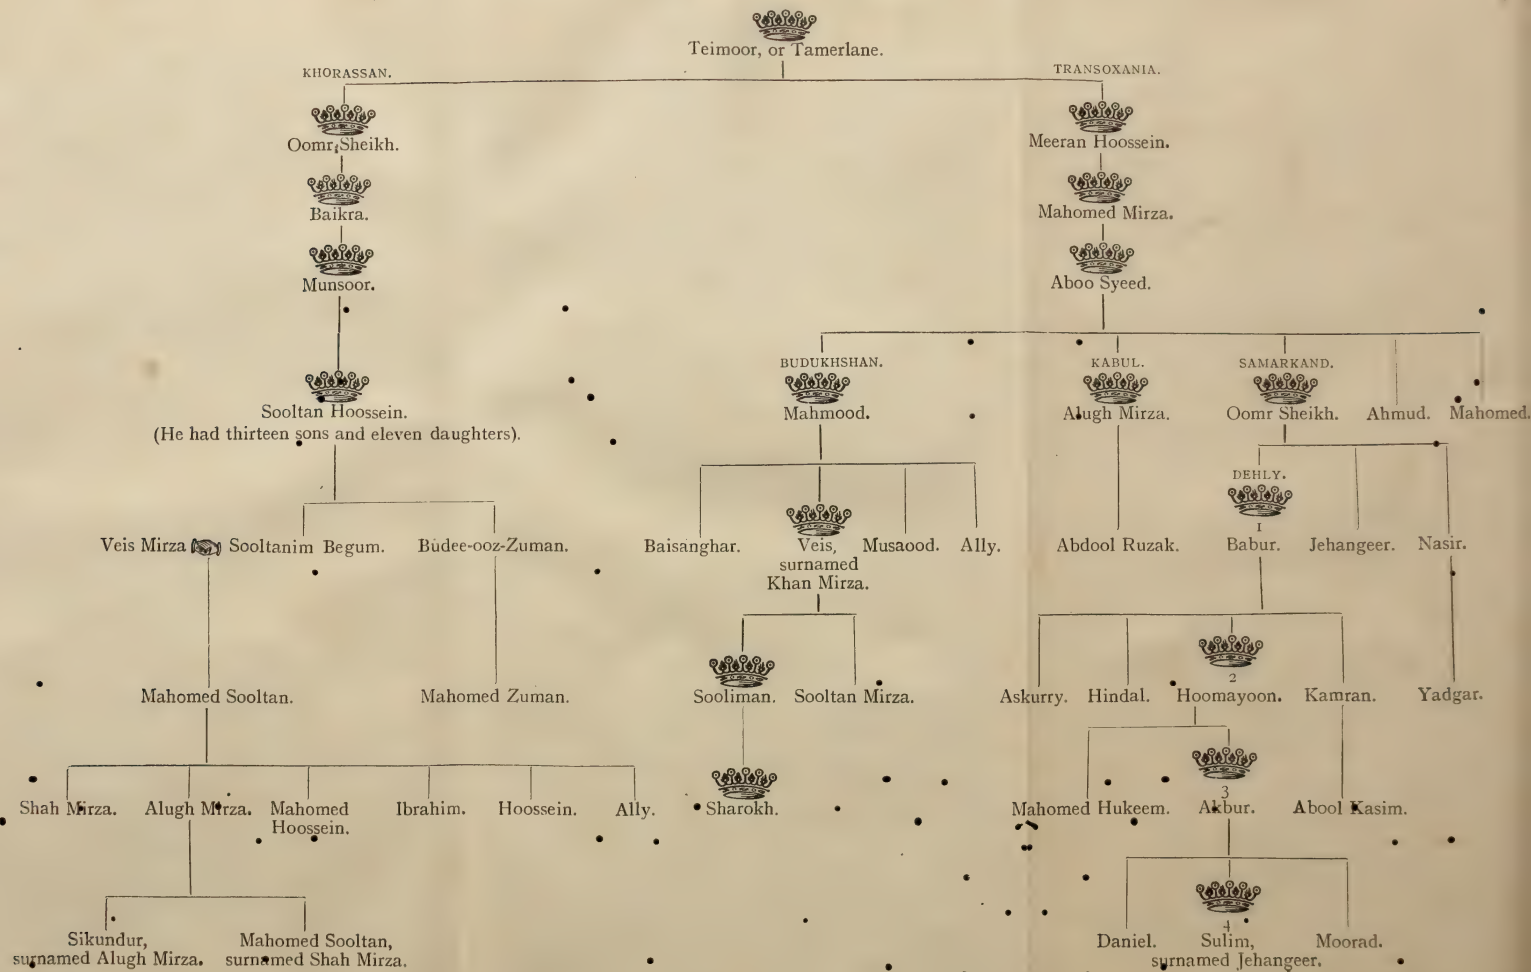 Teimoor, or Tamerlane.
KHORASSAN.
TRANSOXANIA.
Oomr Sheikh.
Meeran Hoossein.
Baikra.
Mahomed Mirza.
Munsoor.
Aboo Syeed.
BUDUKHSHAN.
KABUL.
SAMARKAND.
Sooltan Hoossein.
Mahmood.
Alugh Mirza.
Oomr Sheikh.
Ahmud.
Mahomed.
(He had thirteen sons and eleven daughters).
DEHLY.
1
Veis Mirza
Sooltanim Begum.
Budee-ooz-Zuman.
Baisanghar.
Veis,
surnamed
Khan Mirza.
Musaood.
Ally.
Abdool Ruzak.
Babur.
Jehangeer.
Nasir.
2
Mahomed Sooltan.
Mahomed Zuman.
Sooliman.
Sooltan Mirza.
Askurry.
Hindal.
Hoomayoon.
Kamran.
Yadgar.
3
Shah Mirza.
Alugh Mirza.
Mahomed
Hoossein.
Ibrahim.
Hoossein.
Ally.
Sharokh.
Mahomed Hukeem.
Akbur.
Abool Kasim.
4
Sikundur,
surnamed Alugh Mirza.
Mahomed Sooltan,
surnamed Shah Mirza.
Daniel.
Sulim,
surnamed Jehangeer.
Moorad.